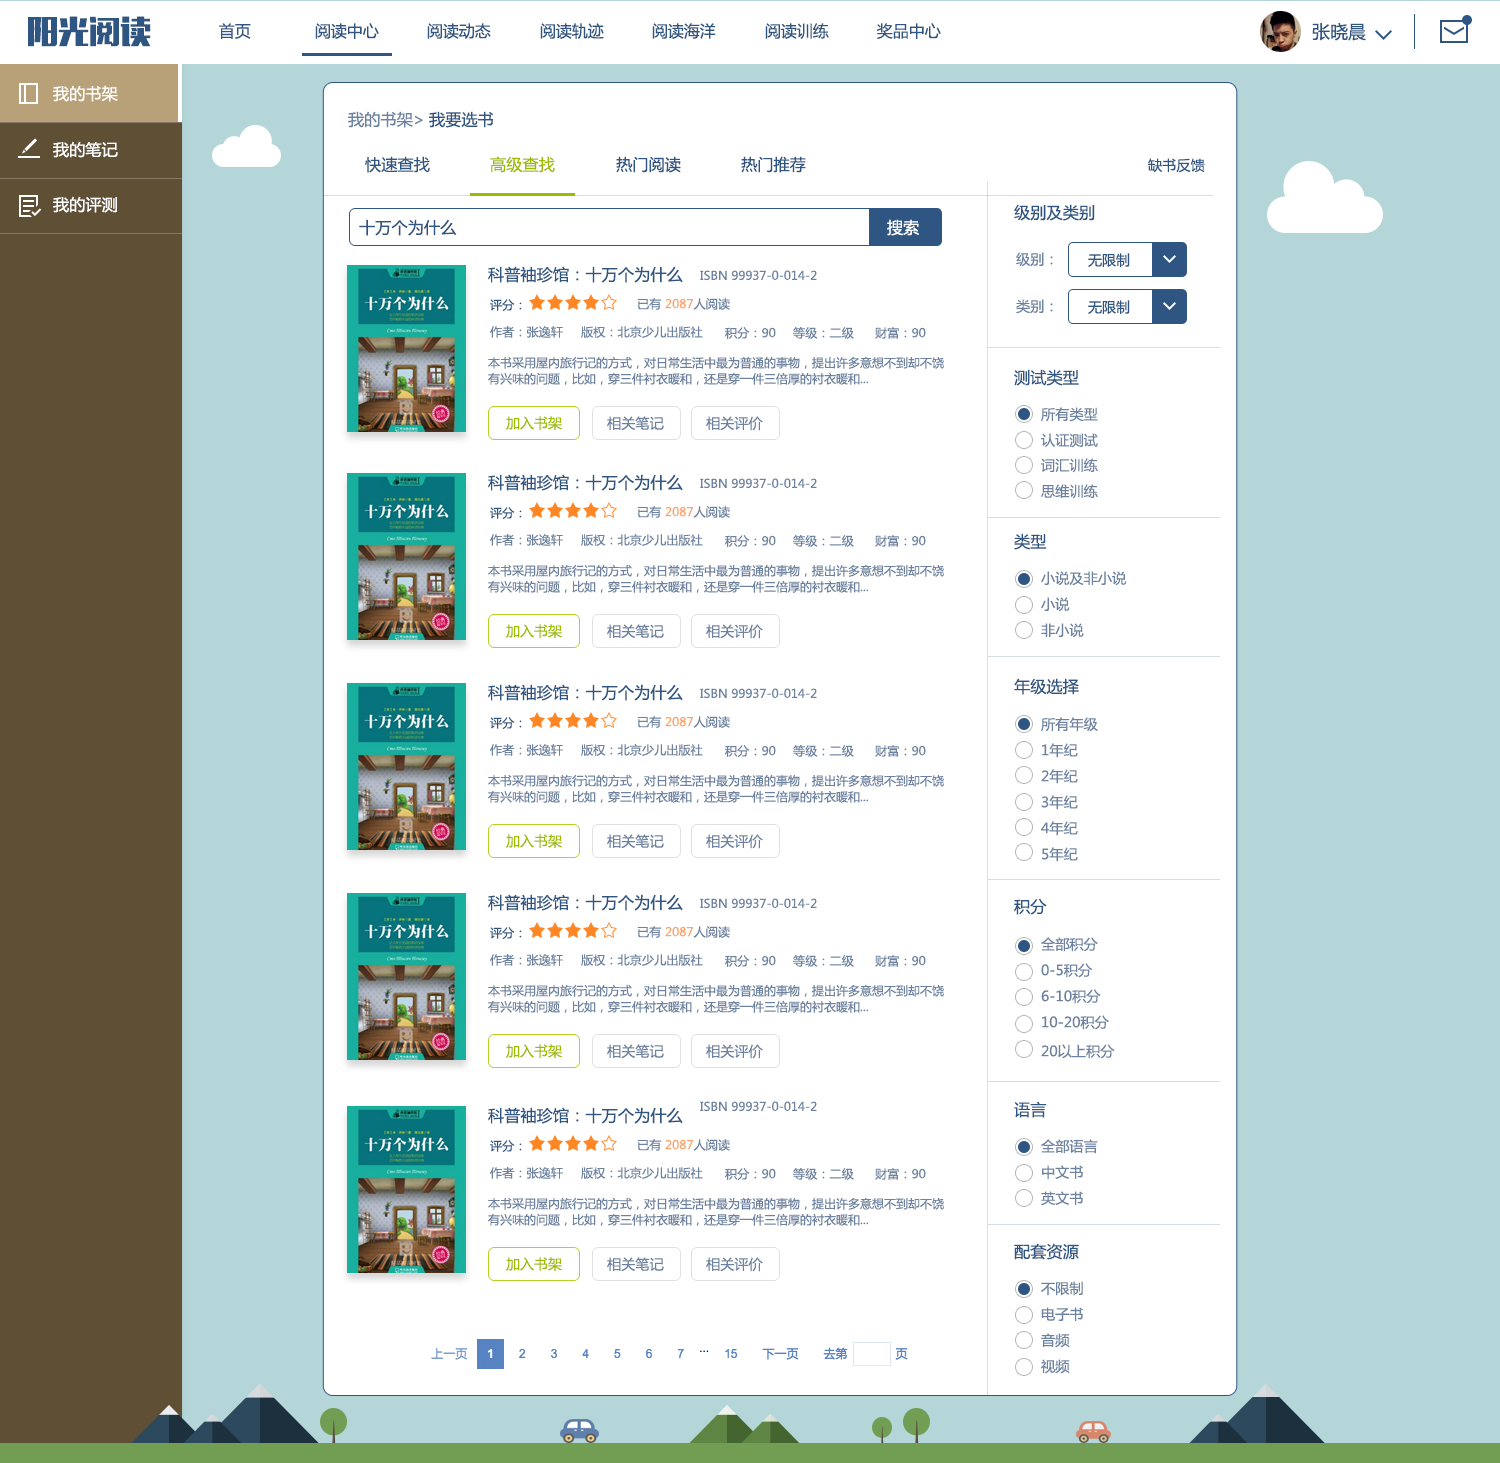 阳光阅读
首页 阅读中心 阅读动态 阅读轨迹 阅读海洋 阅读训练 奖品中心
张晓晨
我的书架
我的笔记
我的评测
我的书架> 我要选书
快速查找 高级查找 热门阅读 热门推荐 缺书反馈
十万个为什么 搜索
十万个为什么
科普袖珍馆：十万个为什么 ISBN 99937-0-014-2
评分： 已有 2087人阅读
作者：张逸轩 版权：北京少儿出版社 积分：90 等级：二级 财富：90
本书采用屋内旅行记的方式，对日常生活中最为普通的事物，提出许多意想不到却不饶
有兴味的问题，比如，穿三件衬衣暖和，还是穿一件三倍厚的衬衣暖和...
加入书架 相关笔记 相关评价
十万个为什么
科普袖珍馆：十万个为什么 ISBN 99937-0-014-2
评分： 已有 2087人阅读
作者：张逸轩 版权：北京少儿出版社 积分：90 等级：二级 财富：90
本书采用屋内旅行记的方式，对日常生活中最为普通的事物，提出许多意想不到却不饶
有兴味的问题，比如，穿三件衬衣暖和，还是穿一件三倍厚的衬衣暖和...
加入书架 相关笔记 相关评价
十万个为什么
科普袖珍馆：十万个为什么 ISBN 99937-0-014-2
评分： 已有 2087人阅读
作者：张逸轩 版权：北京少儿出版社 积分：90 等级：二级 财富：90
本书采用屋内旅行记的方式，对日常生活中最为普通的事物，提出许多意想不到却不饶
有兴味的问题，比如，穿三件衬衣暖和，还是穿一件三倍厚的衬衣暖和...
加入书架 相关笔记 相关评价
十万个为什么
科普袖珍馆：十万个为什么 ISBN 99937-0-014-2
评分： 已有 2087人阅读
作者：张逸轩 版权：北京少儿出版社 积分：90 等级：二级 财富：90
本书采用屋内旅行记的方式，对日常生活中最为普通的事物，提出许多意想不到却不饶
有兴味的问题，比如，穿三件衬衣暖和，还是穿一件三倍厚的衬衣暖和...
加入书架 相关笔记 相关评价
十万个为什么
科普袖珍馆：十万个为什么 ISBN 99937-0-014-2
评分： 已有 2087人阅读
作者：张逸轩 版权：北京少儿出版社 积分：90 等级：二级 财富：90
本书采用屋内旅行记的方式，对日常生活中最为普通的事物，提出许多意想不到却不饶
有兴味的问题，比如，穿三件衬衣暖和，还是穿一件三倍厚的衬衣暖和...
加入书架 相关笔记 相关评价
上一页 1 2 3 4 5 6 7 ... 15 下一页 去第 页
级别及类别
级别： 无限制
类别： 无限制
测试类型
所有类型
认证测试
词汇训练
思维训练
类型
小说及非小说
小说
非小说
年级选择
所有年级
1年纪
2年纪
3年纪
4年纪
5年纪
积分
全部积分
0-5积分
6-10积分
10-20积分
20以上积分
语言
全部语言
中文书
英文书
配套资源
不限制
电子书
音频
视频